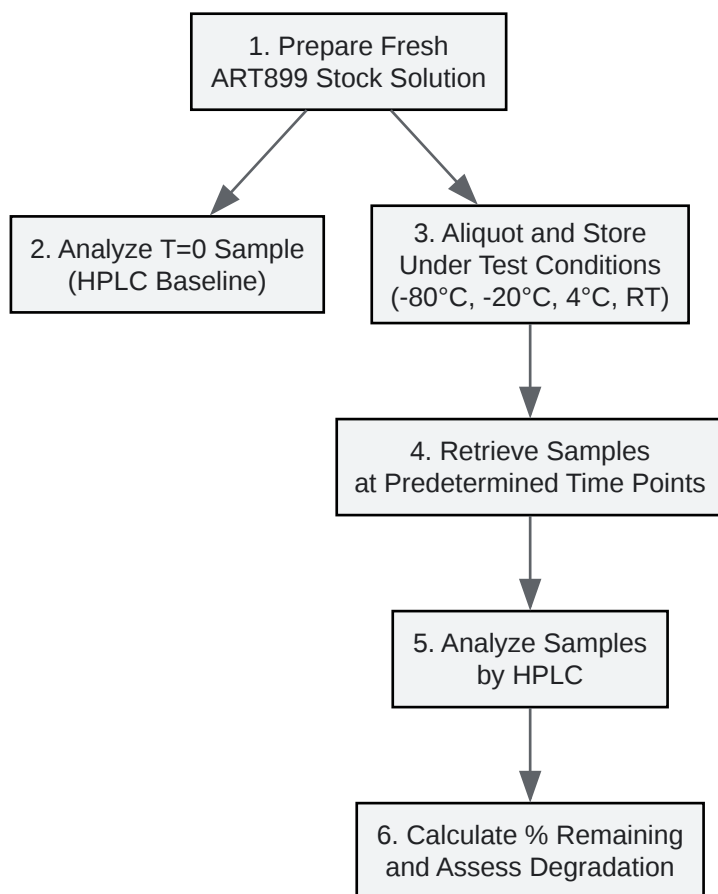 1. Prepare Fresh
ART899 Stock Solution
2. Analyze T=0 Sample
(HPLC Baseline)
3. Aliquot and Store
Under Test Conditions
(-80°C, -20°C, 4°C, RT)
4. Retrieve Samples
at Predetermined Time Points
5. Analyze Samples
by HPLC
6. Calculate % Remaining
and Assess Degradation